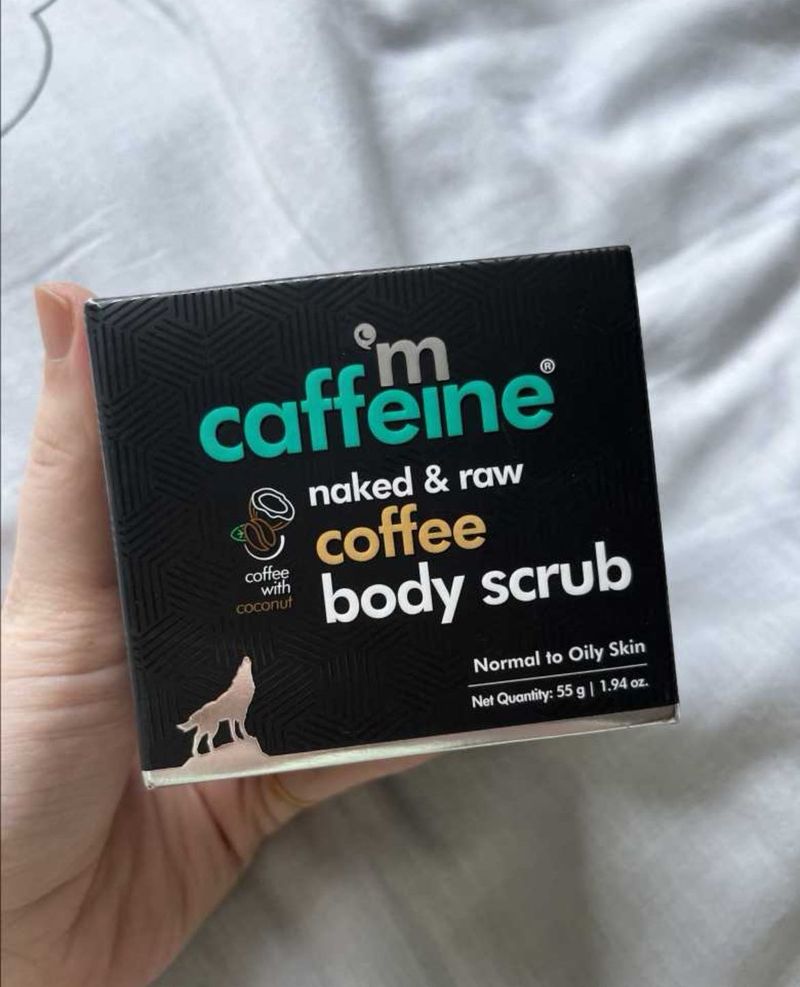 'm
caffeine®
naked & raw
coffee
body scrub
coffee
with
coconut
Normal to Oily Skin
Net Quantity: 55 g | 1.94 oz.